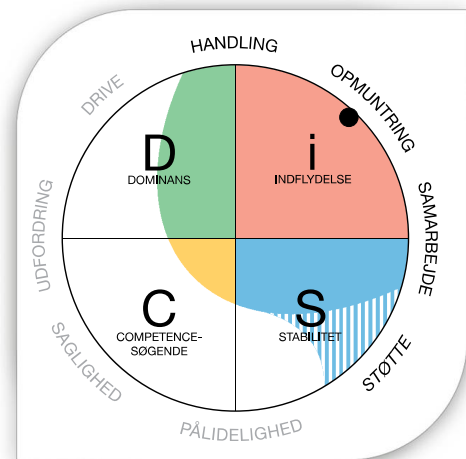 HANDLING
DRIVE
OPMUNTRING
D
DOMINANS
i
INDFLYDELSE
UDFORDRING
SAMARBEJDE
C
COMPETENCE-
SØGENDE
S
STABILITET
SAGLIGHED
STØTTE
PÅLIDELIGHED